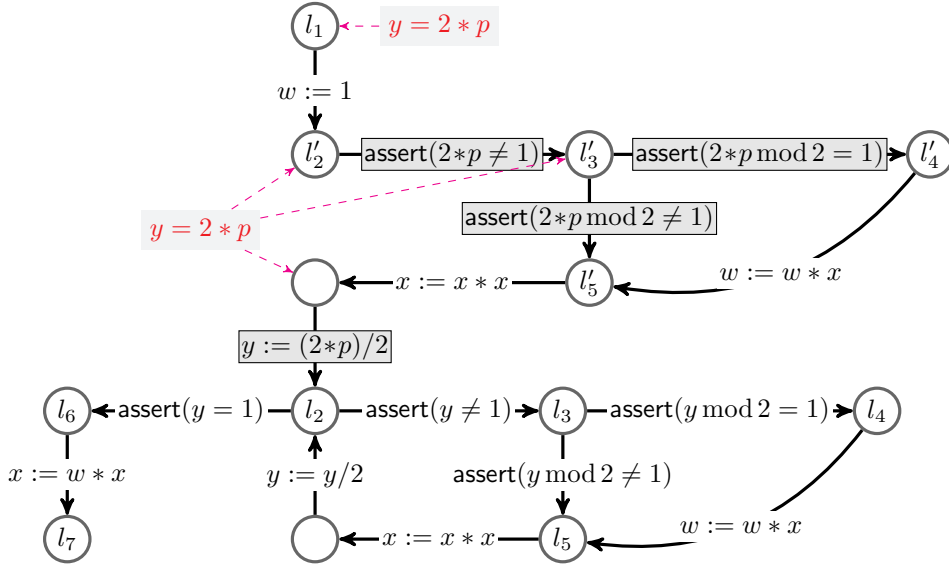 l₁ y = 2 * p
w := 1
l′₂ assert(2*p ≠ 1) l′₃ assert(2*p mod 2 = 1) l′₄
assert(2*p mod 2 ≠ 1)
y = 2 * p
x := x * x l′₅ w := w * x
y := (2*p)/2
l₆ assert(y = 1) l₂ assert(y ≠ 1) l₃ assert(y mod 2 = 1) l₄
x := w * x y := y/2 assert(y mod 2 ≠ 1)
l₇ x := x * x l₅ w := w * x